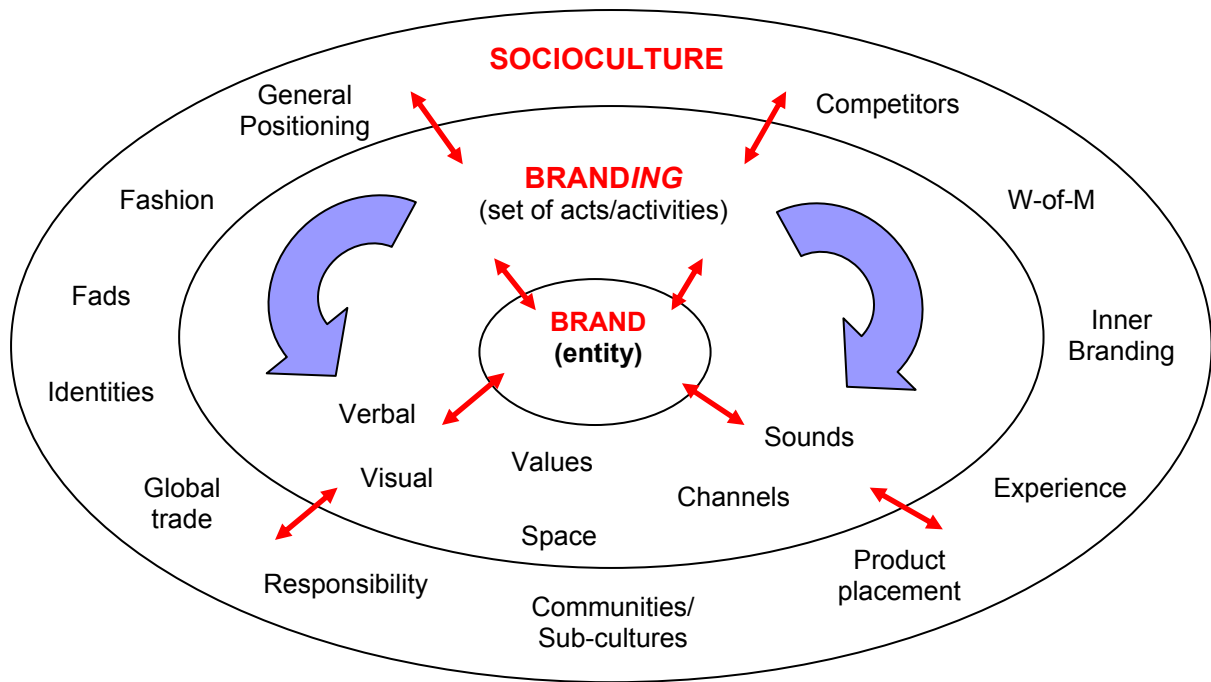 SOCIOCULTURE
General
Positioning
Competitors
BRANDING
(set of acts/activities)
Fashion
W-of-M
Fads
BRAND
(entity)
Inner
Branding
Identities
Verbal
Sounds
Values
Visual
Channels
Global
trade
Experience
Space
Product
placement
Responsibility
Communities/
Sub-cultures